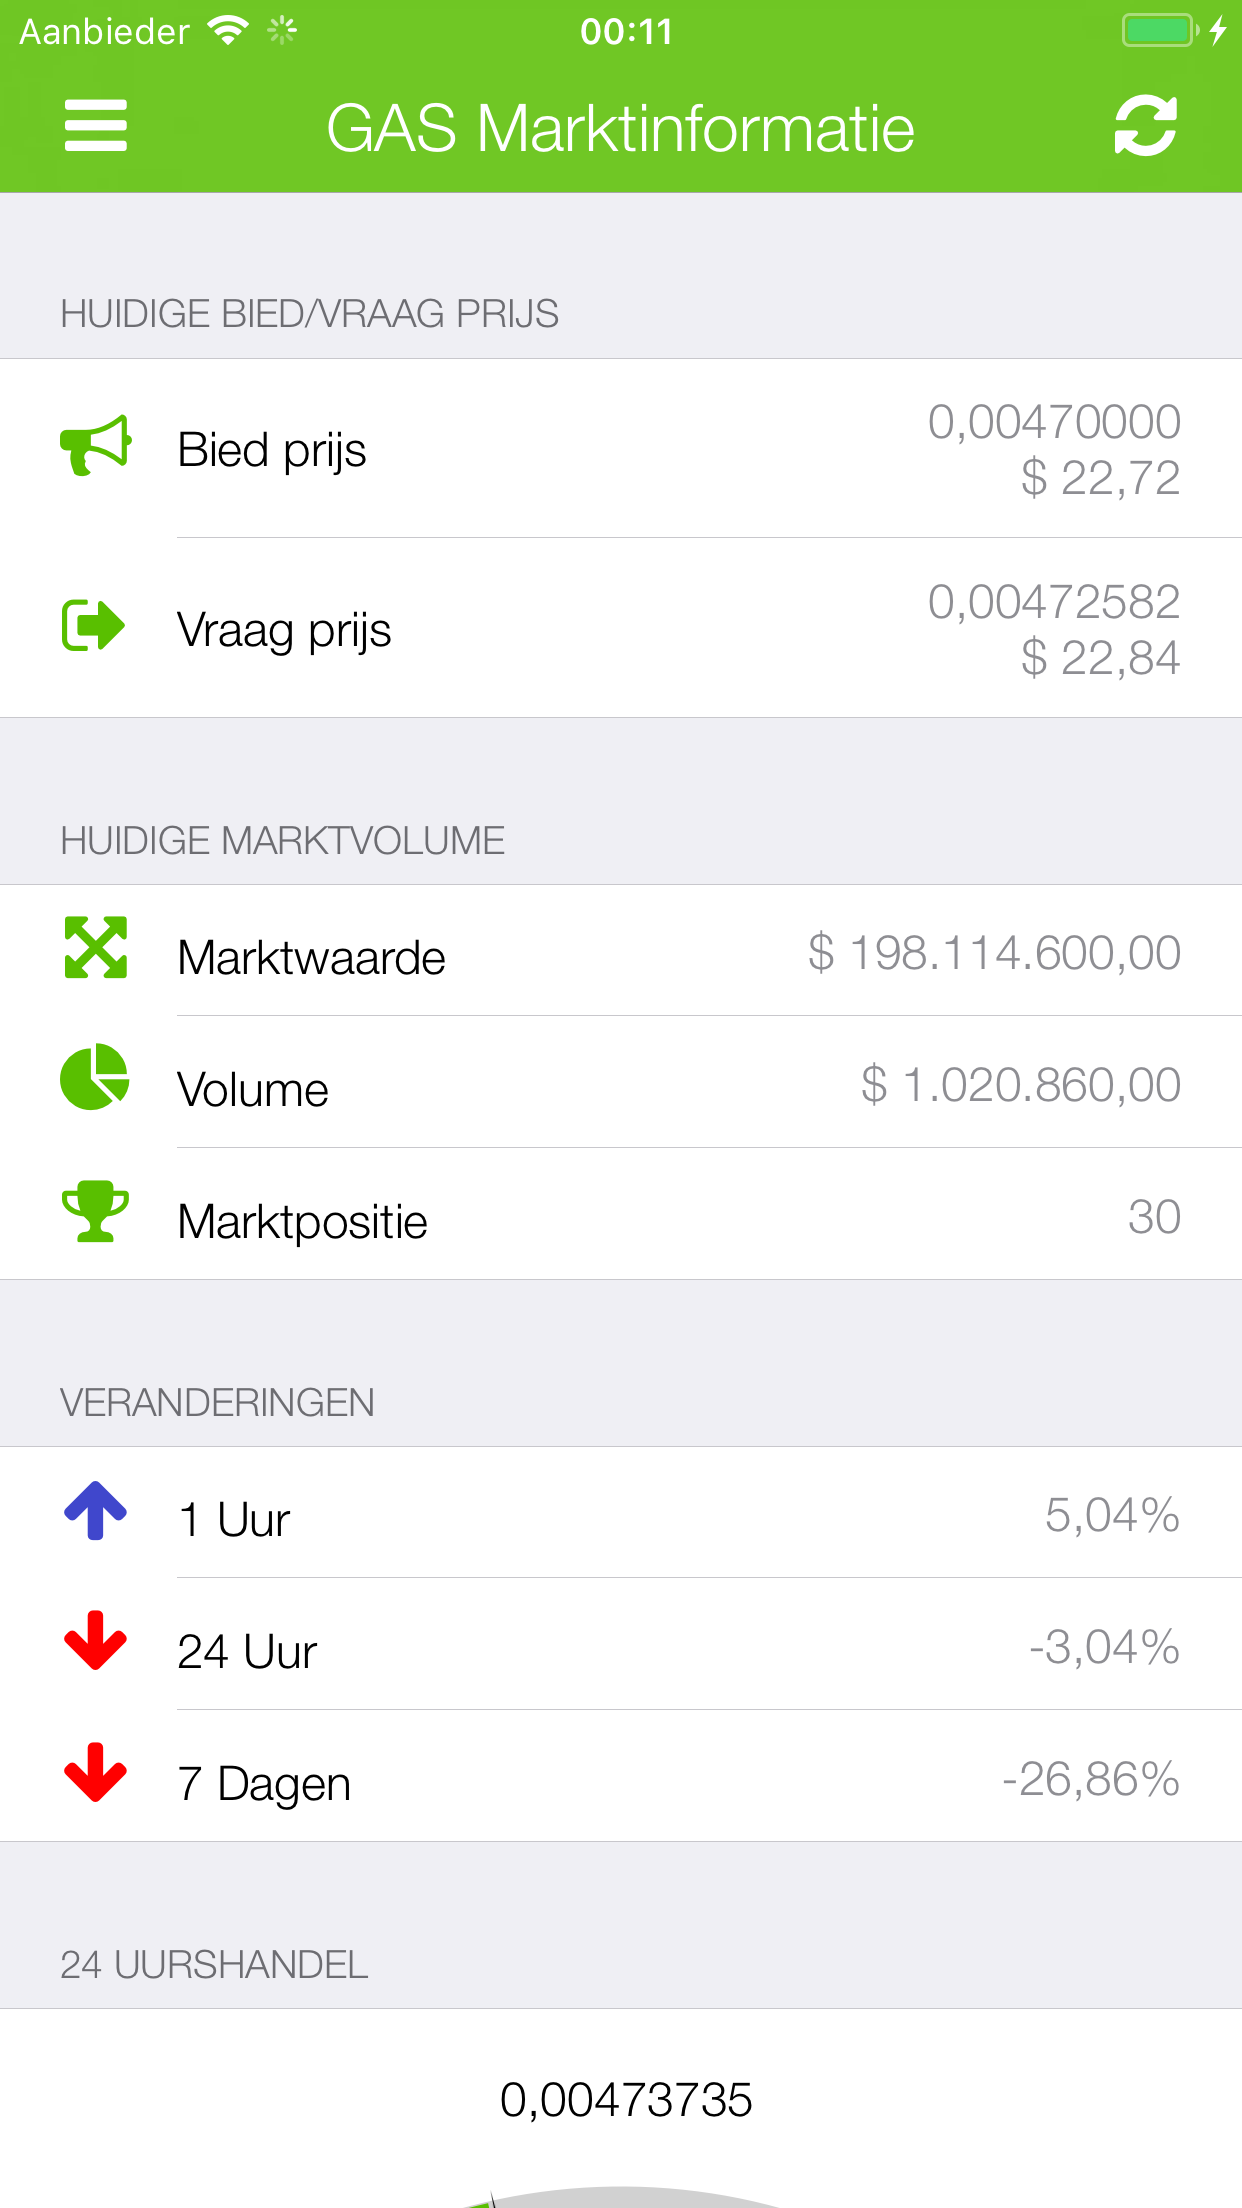 Aanbieder 00:11
GAS Marktinformatie
HUIDIGE BIED/VRAAG PRIJS
Bied prijs 0,00470000
$ 22,72
Vraag prijs 0,00472582
$ 22,84
HUIDIGE MARKTVOLUME
Marktwaarde $ 198.114.600,00
Volume $ 1.020.860,00
Marktpositie 30
VERANDERINGEN
1 Uur 5,04%
24 Uur -3,04%
7 Dagen -26,86%
24 UURSHANDEL
0,00473735